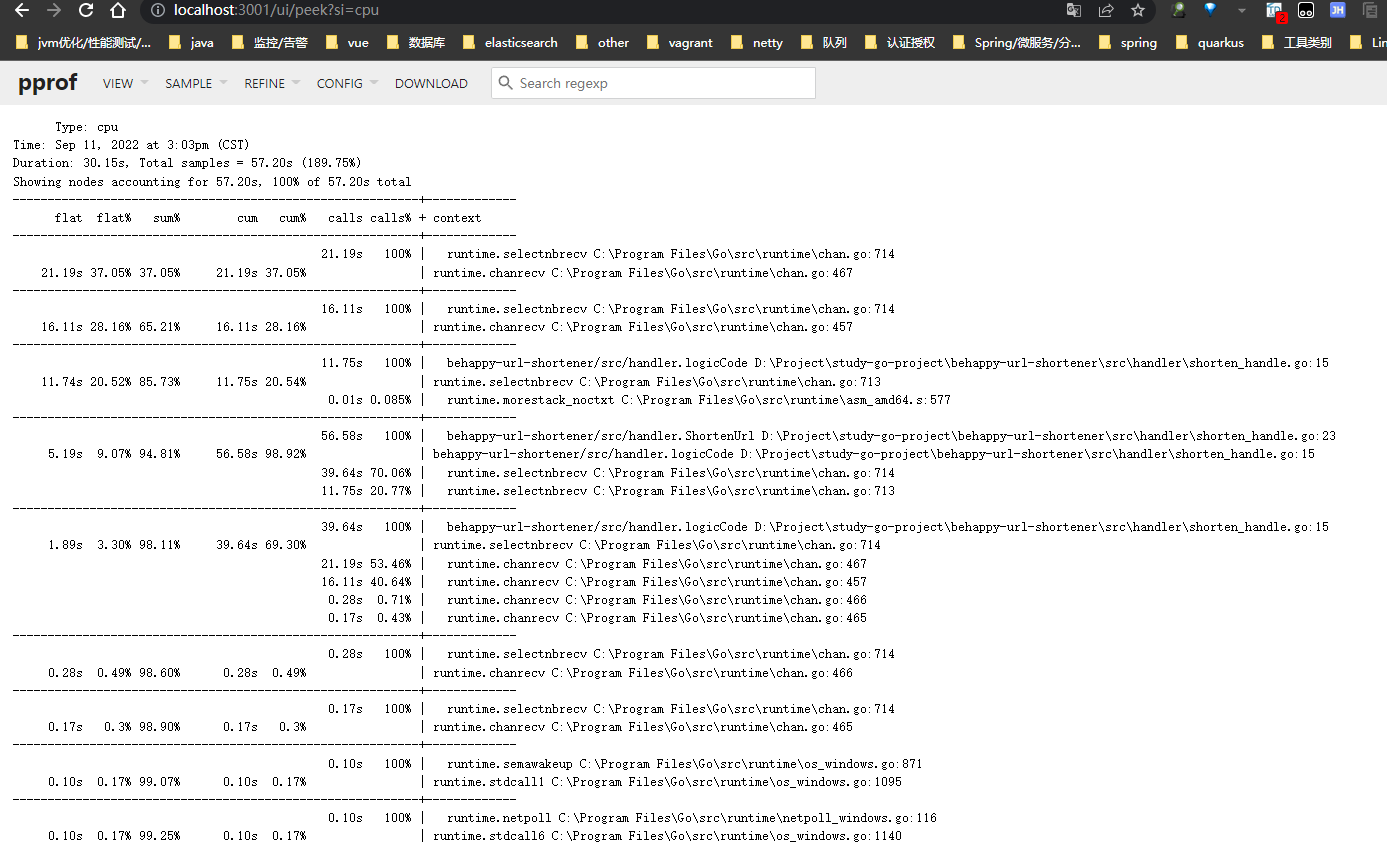 localhost:3001/ui/peek?si=cpu
2
JH
jvm优化/性能测试/... java 监控/告警 vue 数据库 elasticsearch other vagrant netty 队列 认证授权 Spring/微服务/分... spring quarkus 工具类别 Lin
pprof VIEW SAMPLE REFINE CONFIG DOWNLOAD Search regexp
Type: cpu
Time: Sep 11, 2022 at 3:03pm (CST)
Duration: 30.15s, Total samples = 57.20s (189.75%)
Showing nodes accounting for 57.20s, 100% of 57.20s total
----------------------------------------------------------+-------------
flat flat% sum% cum cum% calls calls% + context
----------------------------------------------------------+-------------
21.19s 100% | runtime.selectnbrecv C:\Program Files\Go\src\runtime\chan.go:714
21.19s 37.05% 37.05% 21.19s 37.05% | runtime.chanrecv C:\Program Files\Go\src\runtime\chan.go:467
----------------------------------------------------------+-------------
16.11s 100% | runtime.selectnbrecv C:\Program Files\Go\src\runtime\chan.go:714
16.11s 28.16% 65.21% 16.11s 28.16% | runtime.chanrecv C:\Program Files\Go\src\runtime\chan.go:457
----------------------------------------------------------+-------------
11.75s 100% | behappy-url-shortener/src/handler.logicCode D:\Project\study-go-project\behappy-url-shortener\src\handler\shorten_handle.go:15
11.74s 20.52% 85.73% 11.75s 20.54% | runtime.selectnbrecv C:\Program Files\Go\src\runtime\chan.go:713
0.01s 0.085% | runtime.morestack_noctxt C:\Program Files\Go\src\runtime\asm_amd64.s:577
----------------------------------------------------------+-------------
56.58s 100% | behappy-url-shortener/src/handler.ShortenUrl D:\Project\study-go-project\behappy-url-shortener\src\handler\shorten_handle.go:23
5.19s 9.07% 94.81% 56.58s 98.92% | behappy-url-shortener/src/handler.logicCode D:\Project\study-go-project\behappy-url-shortener\src\handler\shorten_handle.go:15
39.64s 70.06% | runtime.selectnbrecv C:\Program Files\Go\src\runtime\chan.go:714
11.75s 20.77% | runtime.selectnbrecv C:\Program Files\Go\src\runtime\chan.go:713
----------------------------------------------------------+-------------
39.64s 100% | behappy-url-shortener/src/handler.logicCode D:\Project\study-go-project\behappy-url-shortener\src\handler\shorten_handle.go:15
1.89s 3.30% 98.11% 39.64s 69.30% | runtime.selectnbrecv C:\Program Files\Go\src\runtime\chan.go:714
21.19s 53.46% | runtime.chanrecv C:\Program Files\Go\src\runtime\chan.go:467
16.11s 40.64% | runtime.chanrecv C:\Program Files\Go\src\runtime\chan.go:457
0.28s 0.71% | runtime.chanrecv C:\Program Files\Go\src\runtime\chan.go:466
0.17s 0.43% | runtime.chanrecv C:\Program Files\Go\src\runtime\chan.go:465
----------------------------------------------------------+-------------
0.28s 100% | runtime.selectnbrecv C:\Program Files\Go\src\runtime\chan.go:714
0.28s 0.49% 98.60% 0.28s 0.49% | runtime.chanrecv C:\Program Files\Go\src\runtime\chan.go:466
----------------------------------------------------------+-------------
0.17s 100% | runtime.selectnbrecv C:\Program Files\Go\src\runtime\chan.go:714
0.17s 0.3% 98.90% 0.17s 0.3% | runtime.chanrecv C:\Program Files\Go\src\runtime\chan.go:465
----------------------------------------------------------+-------------
0.10s 100% | runtime.semawakeup C:\Program Files\Go\src\runtime\os_windows.go:871
0.10s 0.17% 99.07% 0.10s 0.17% | runtime.stdcall1 C:\Program Files\Go\src\runtime\os_windows.go:1095
----------------------------------------------------------+-------------
0.10s 100% | runtime.netpoll C:\Program Files\Go\src\runtime\netpoll_windows.go:116
0.10s 0.17% 99.25% 0.10s 0.17% | runtime.stdcall6 C:\Program Files\Go\src\runtime\os_windows.go:1140